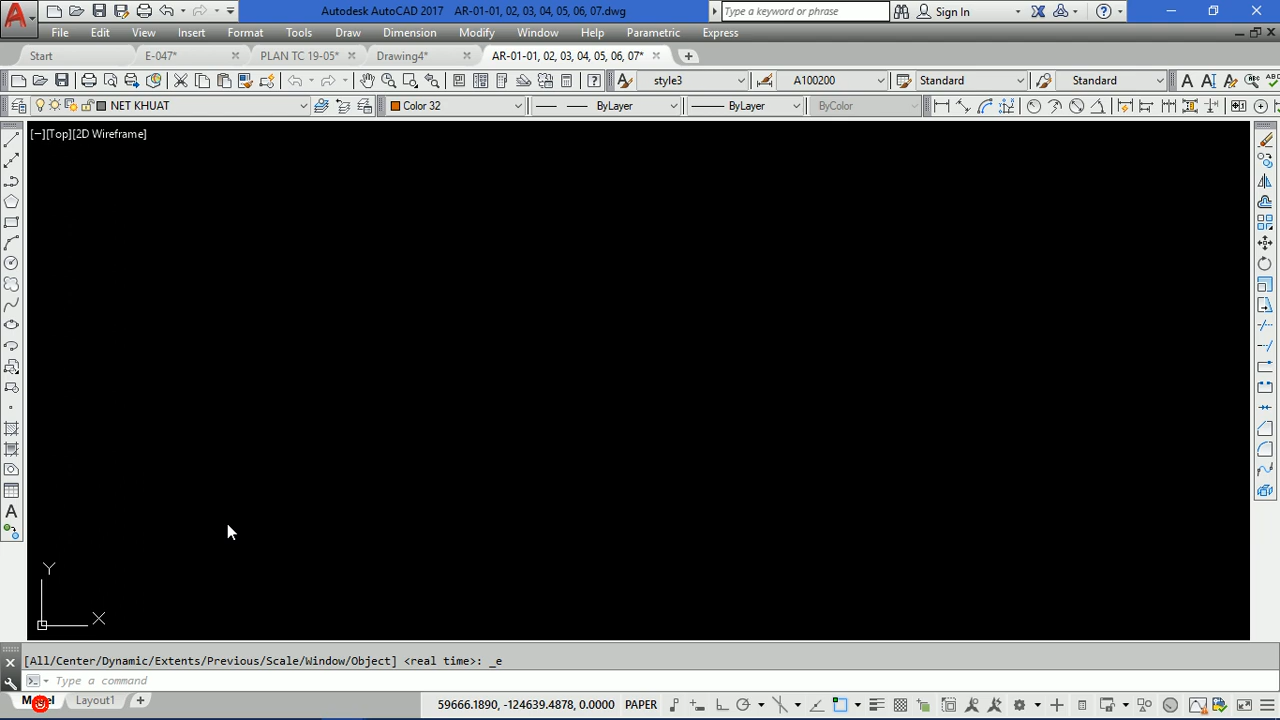 Autodesk AutoCAD 2017 AR-01-01, 02, 03, 04, 05, 06, 07.dwg
Type a keyword or phrase
Sign In
File Edit View Insert Format Tools Draw Dimension Modify Window Help Parametric Express
Start E-047* PLAN TC 19-05* Drawing4* AR-01-01, 02, 03, 04, 05, 06, 07*
style3 A100200 Standard Standard
NET KHUAT Color 32 ByLayer ByLayer ByColor
[−][Top][2D Wireframe]
Y
X
[All/Center/Dynamic/Extents/Previous/Scale/Window/Object] <real time>: _e
Type a command
Model Layout1 59666.1890, -124639.4878, 0.0000 PAPER